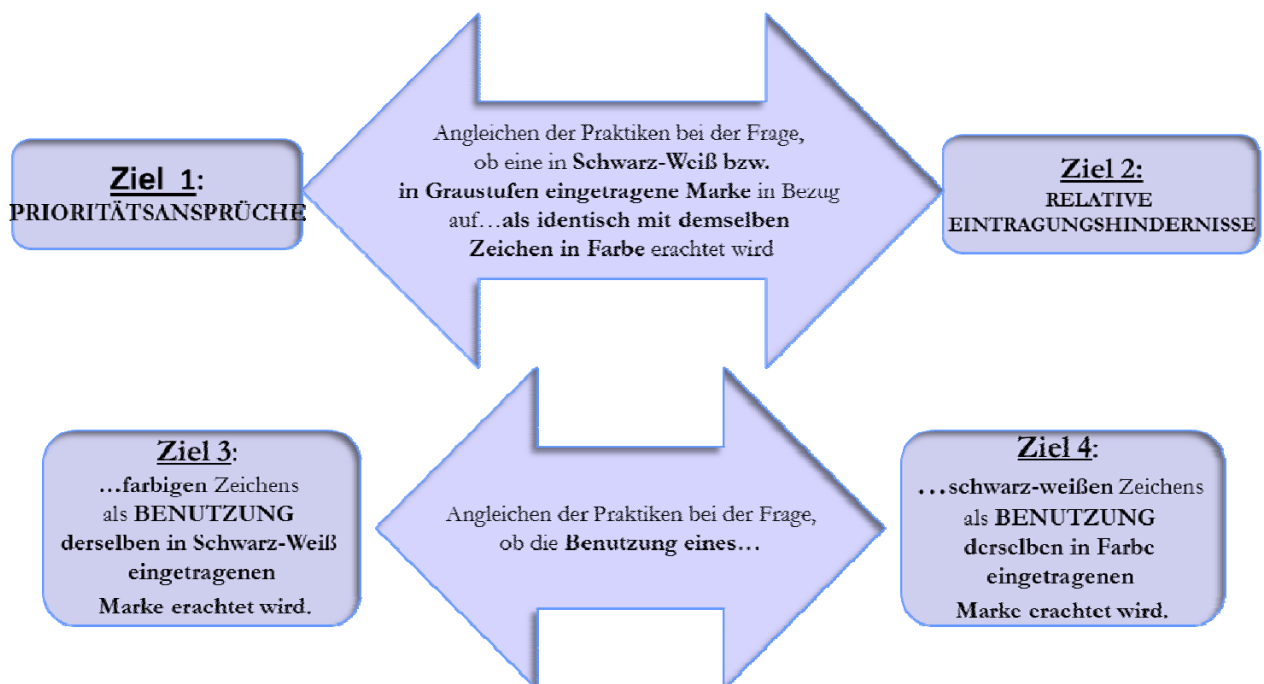 Angleichen der Praktiken bei der Frage,
ob eine in Schwarz-Weiß bzw.
in Graustufen eingetragene Marke in Bezug
auf…als identisch mit demselben
Zeichen in Farbe erachtet wird
Ziel 1:
PRIORITÄTSANSPRÜCHE
Ziel 2:
RELATIVE
EINTRAGUNGSHINDERNISSE
Angleichen der Praktiken bei der Frage,
ob die Benutzung eines…
Ziel 3:
…farbigen Zeichens
als BENUTZUNG
derselben in Schwarz-Weiß
eingetragenen
Marke erachtet wird.
Ziel 4:
…schwarz-weißen Zeichens
als BENUTZUNG
derselben in Farbe
eingetragenen
Marke erachtet wird.